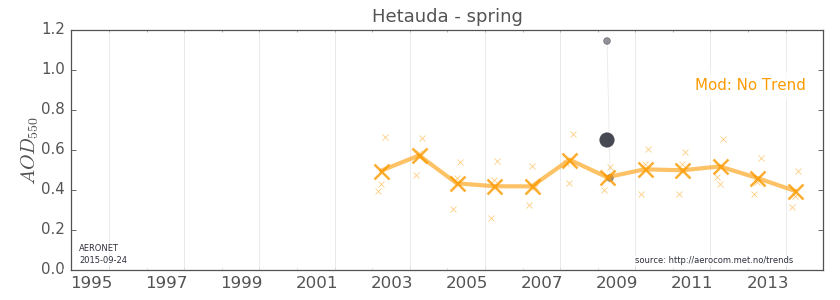 Hetauda - spring
1.2
1.0
0.8
0.6
0.4
0.2
0.0
AOD550
Mod: No Trend
AERONET
2015-09-24
source: http://aerocom.met.no/trends
1995 1997 1999 2001 2003 2005 2007 2009 2011 2013